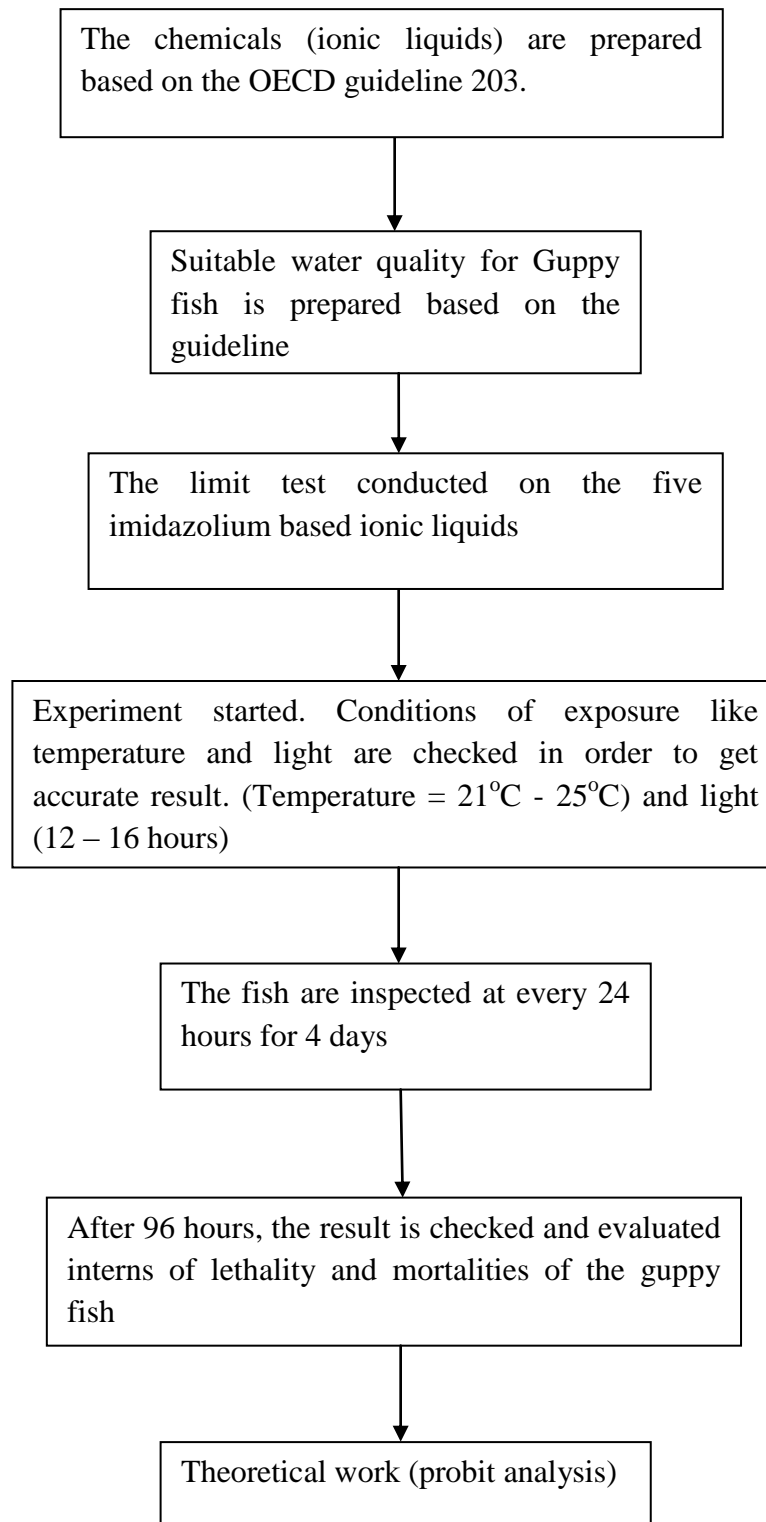 The chemicals (ionic liquids) are prepared
based on the OECD guideline 203.
Suitable water quality for Guppy
fish is prepared based on the
guideline
The limit test conducted on the five
imidazolium based ionic liquids
Experiment started. Conditions of exposure like
temperature and light are checked in order to get
accurate result. (Temperature = 21°C - 25°C) and light
(12 – 16 hours)
The fish are inspected at every 24
hours for 4 days
After 96 hours, the result is checked and evaluated
interns of lethality and mortalities of the guppy
fish
Theoretical work (probit analysis)